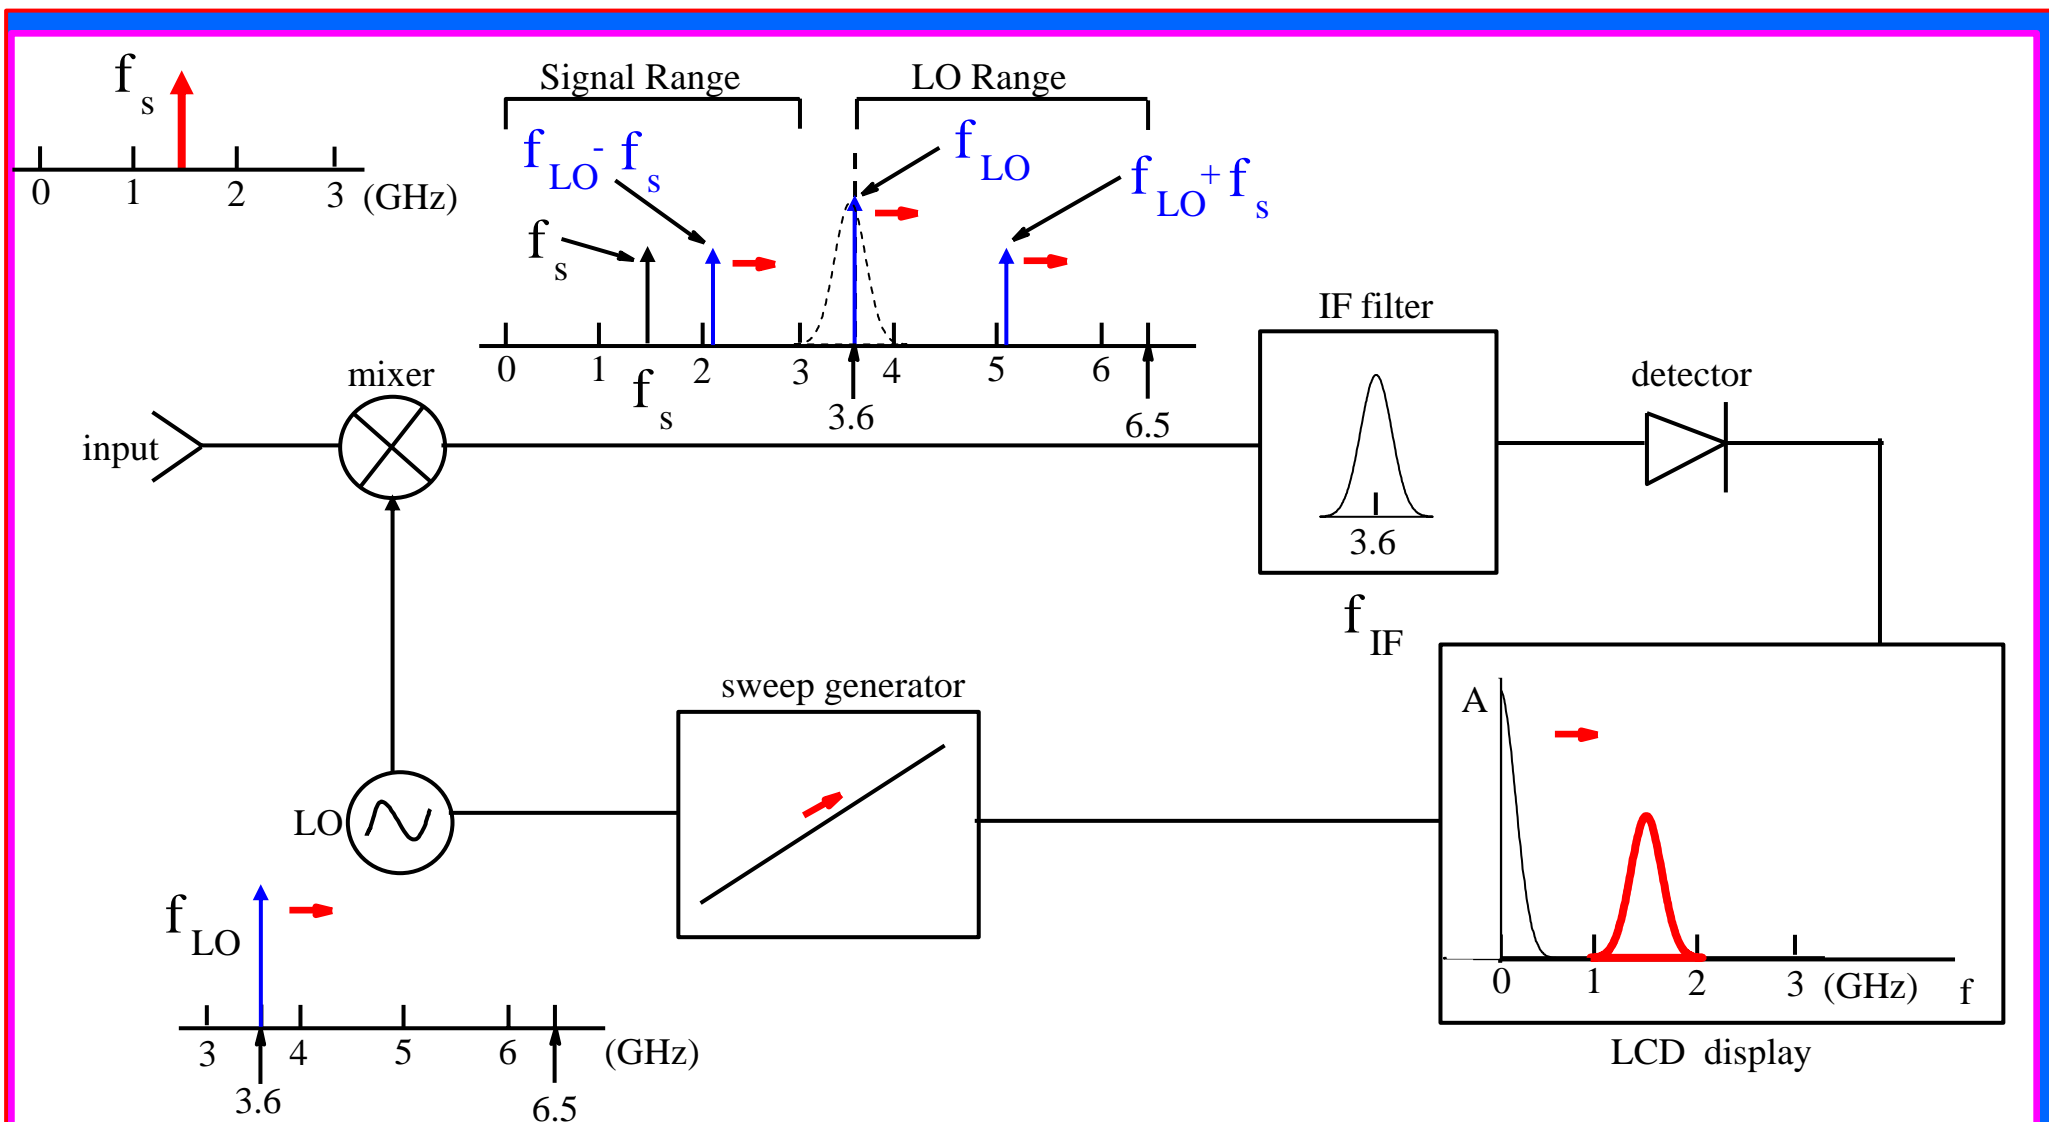 f s
0 1 2 3 (GHz)
Signal Range
LO Range
f LO - f s
f LO
f LO + f s
f s
0 1 2 3 4 5 6
f s
3.6
6.5
mixer
input
IF filter
3.6
f IF
detector
sweep generator
LO
f LO
3 4 5 6 (GHz)
3.6
6.5
A
0 1 2 3 (GHz) f
LCD display